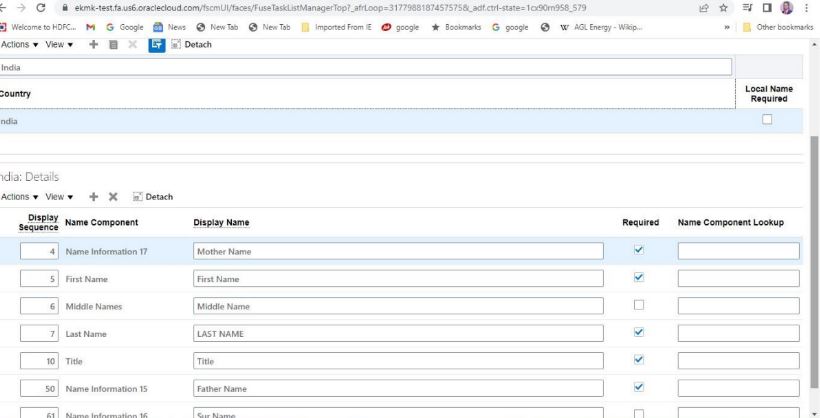 ekmk-test.fa.us6.oraclecloud.com/fscmUI/faces/FuseTaskListManagerTop?_afrLoop=3177988187457575&_adf.ctrl-state=1cx90m958_579
Welcome to HDFC... Google News New Tab New Tab Imported From IE google Bookmarks google AGL Energy - Wikip... » Other bookmarks
Actions ▼ View ▼ Detach
India
Country Local Name Required
ndia
ndia: Details
Actions ▼ View ▼ Detach
Display Sequence Name Component Display Name Required Name Component Lookup
4 Name Information 17 Mother Name
5 First Name First Name
6 Middle Names Middle Name
7 Last Name LAST NAME
10 Title Title
50 Name Information 15 Father Name
61 Name Information 16 Sur Name